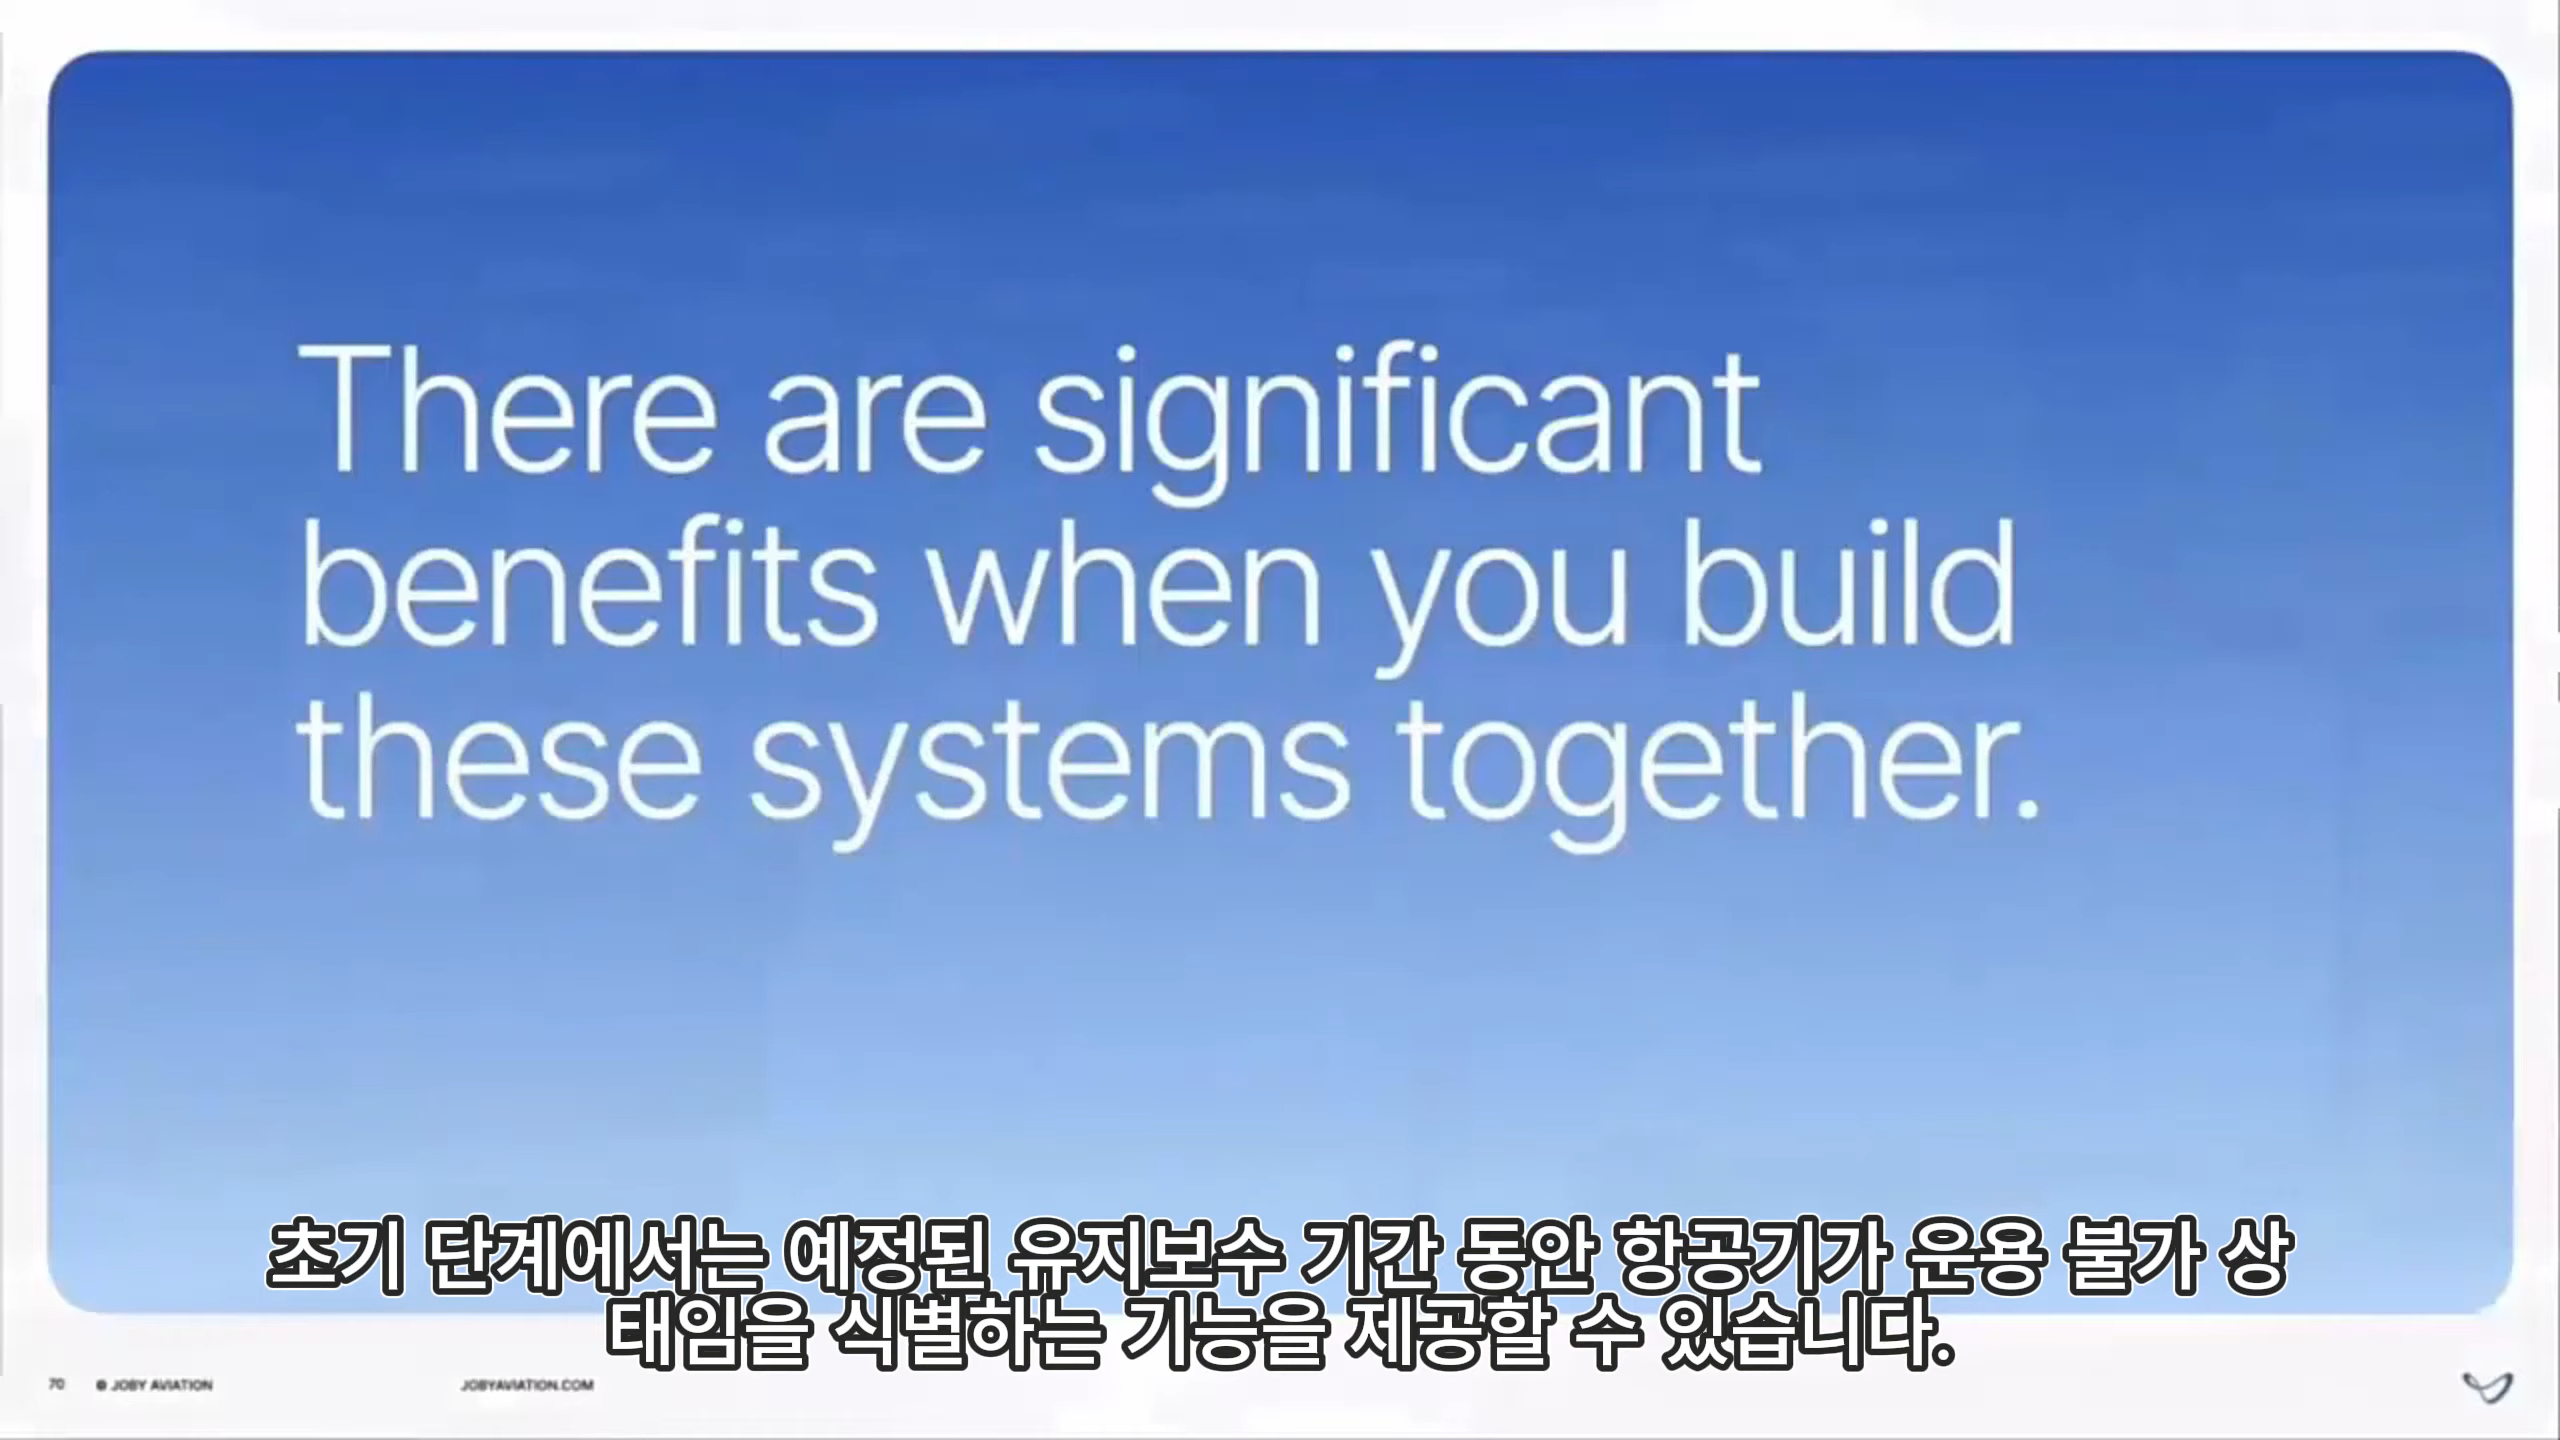 There are significant
benefits when you build
these systems together.
초기 단계에서는 예정된 유지보수 기간 동안 항공기가 운용 불가 상
태임을 식별하는 기능을 제공할 수 있습니다.
70 © JOBY AVIATION JOBYAVIATION.COM